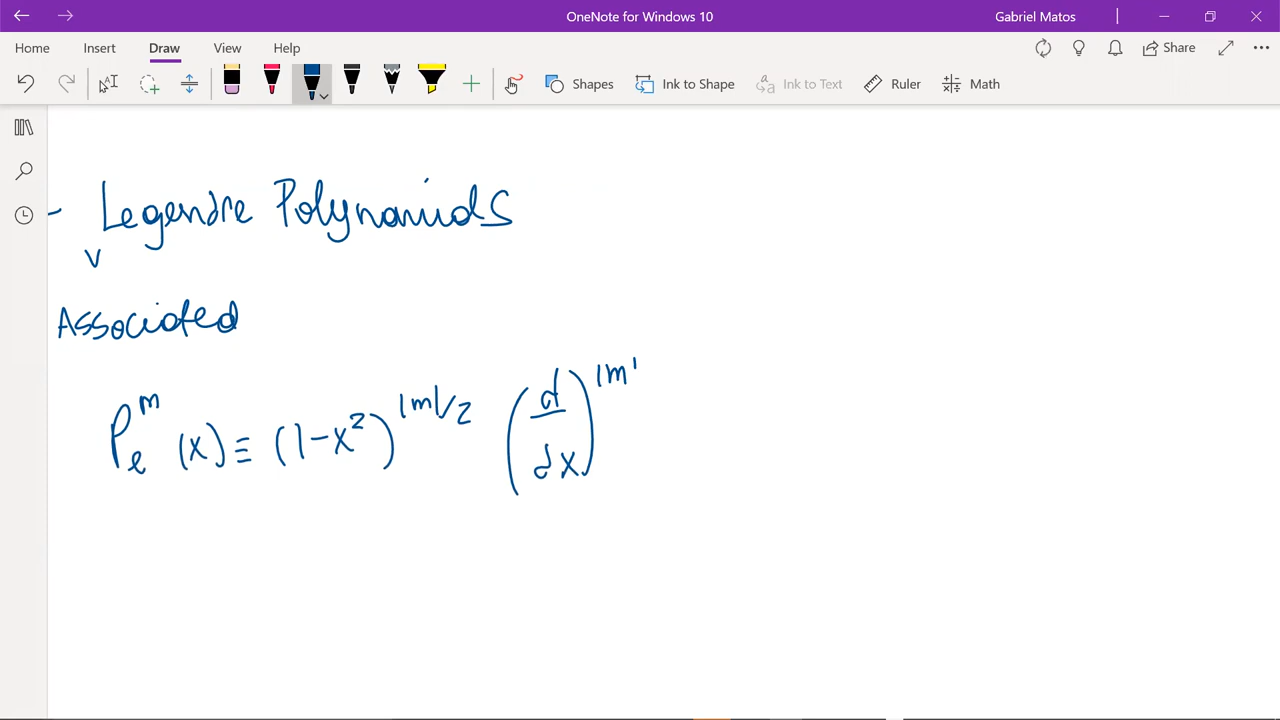 OneNote for Windows 10
Gabriel Matos
Home Insert Draw View Help
Share
Shapes Ink to Shape Ink to Text Ruler Math
- Legendre Polynomials
v
Associated
P_l^m (x) ≡ (1-x^2)^{|m|/2} (d/dx)^{|m'}